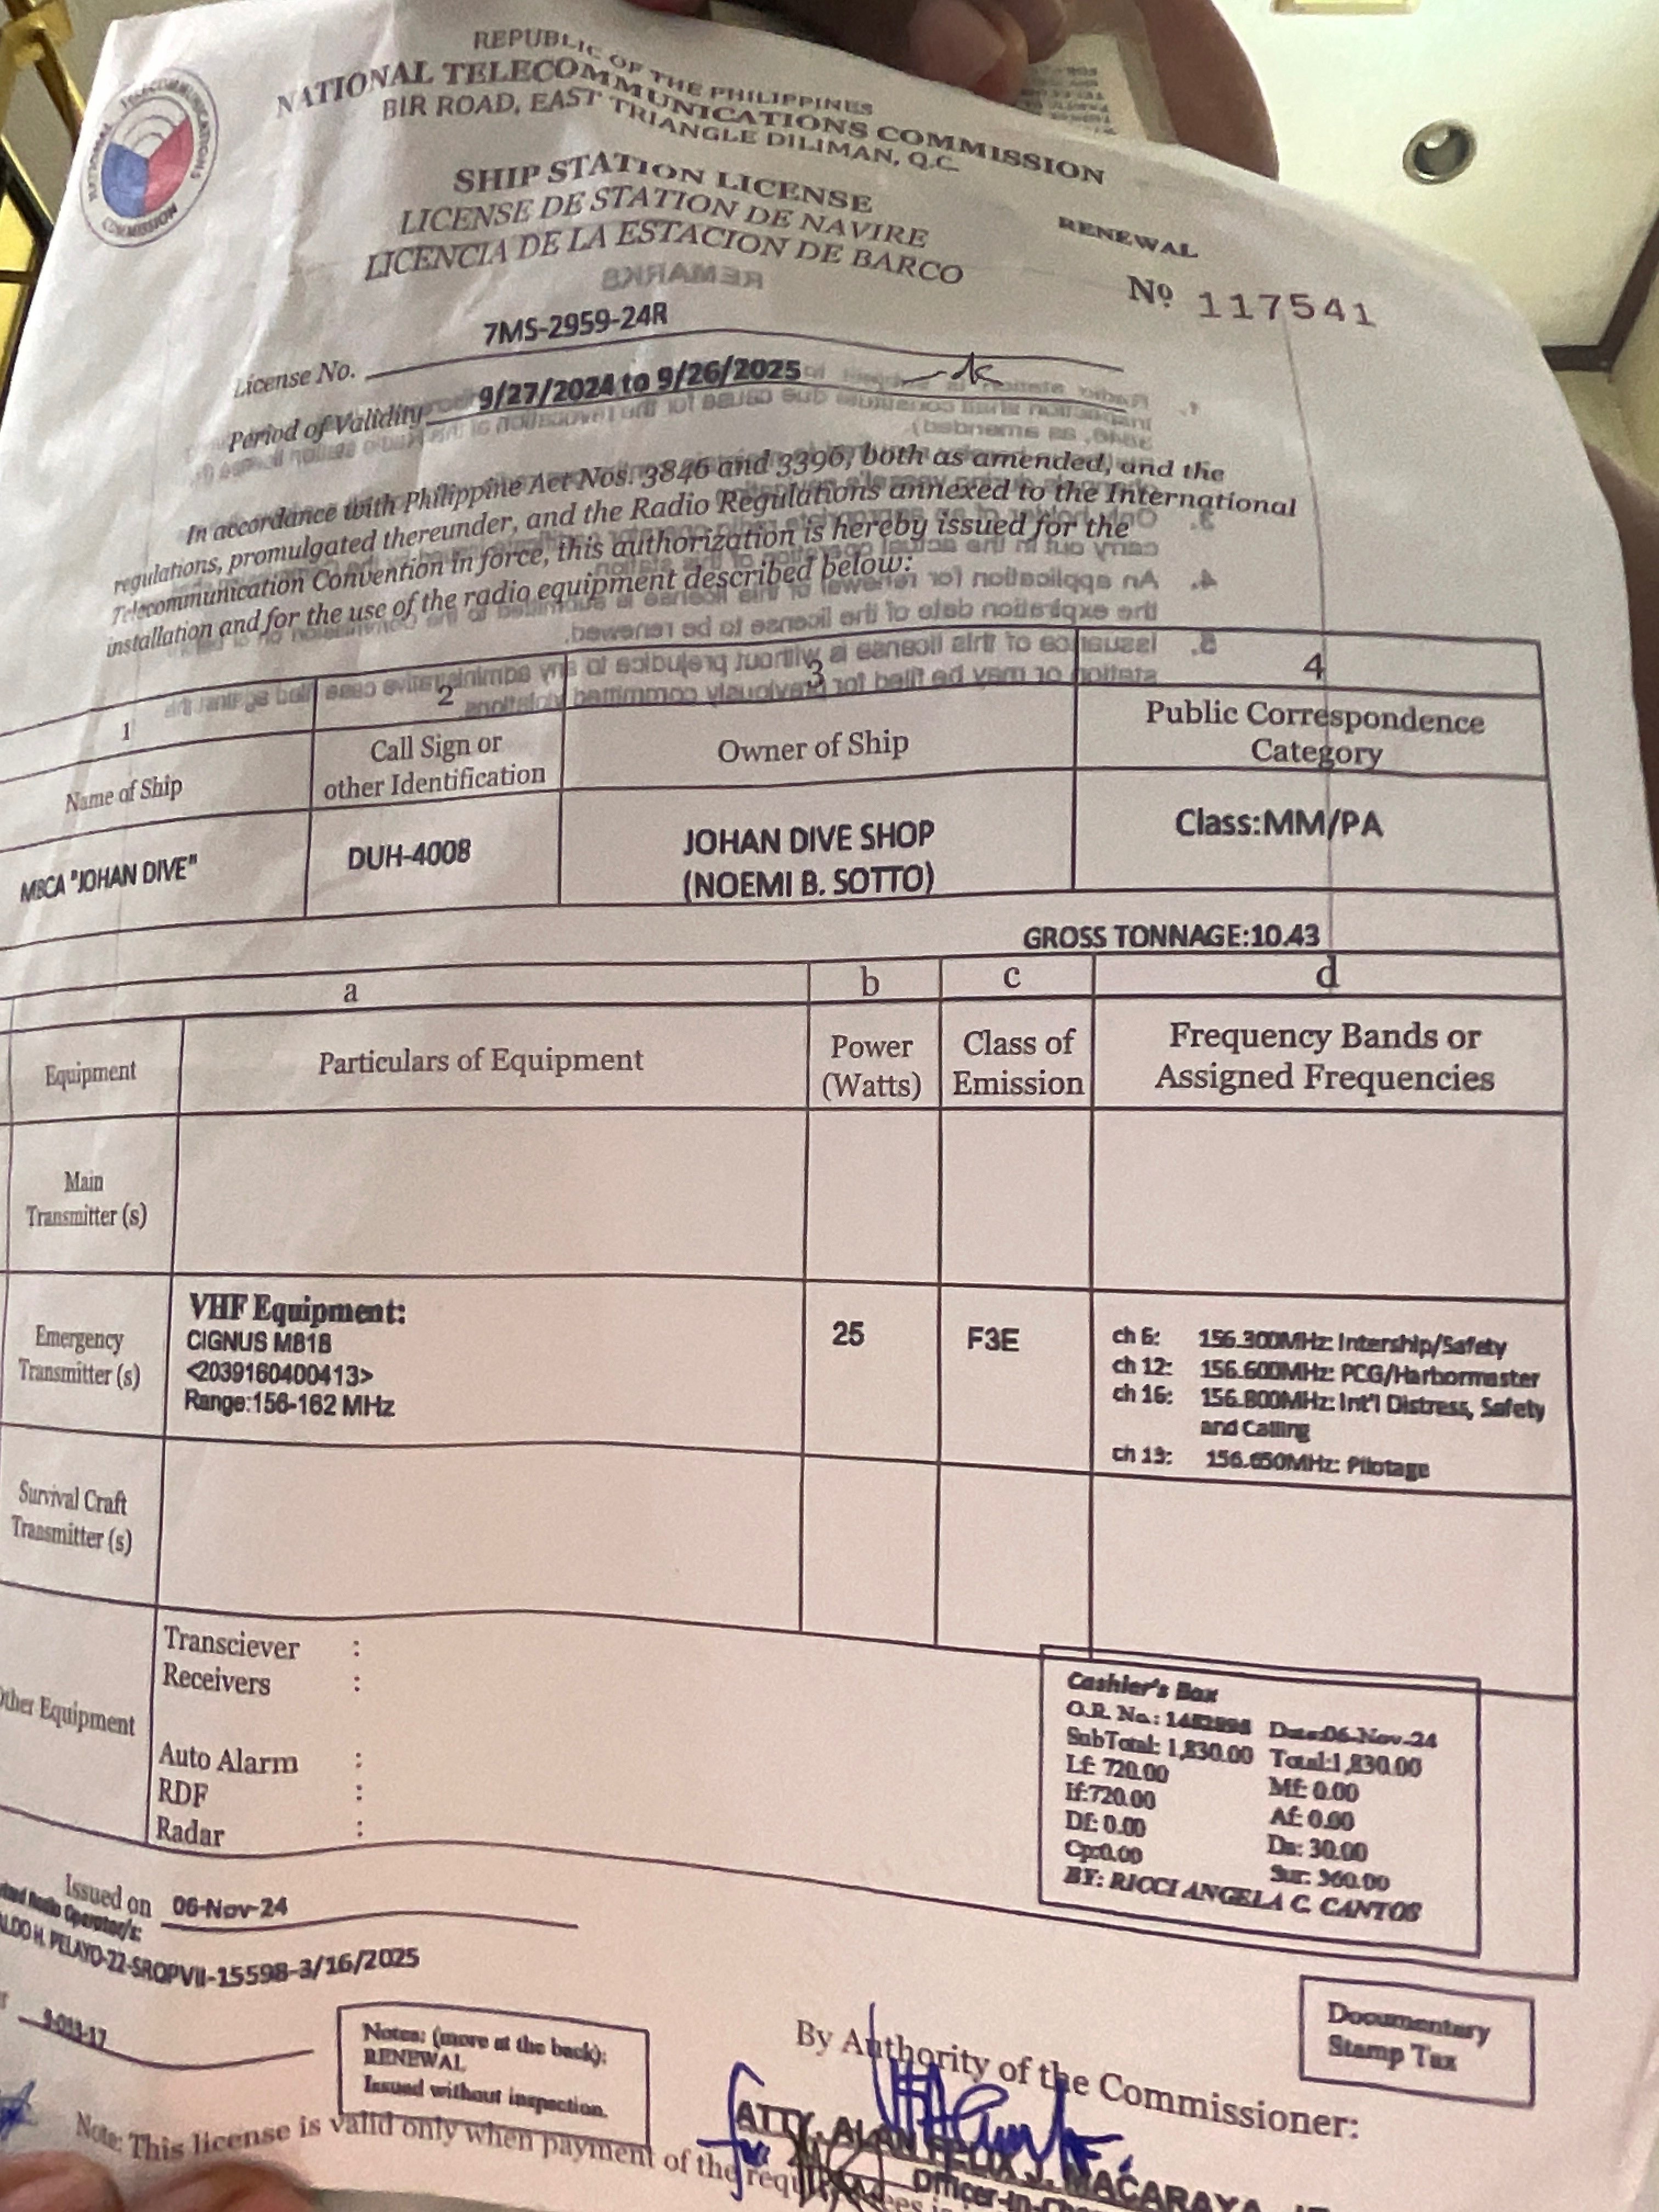 REPUBLIC OF THE PHILIPPINES
NATIONAL TELECOMMUNICATIONS COMMISSION
BIR ROAD, EAST TRIANGLE DILIMAN, Q.C.
SHIP STATION LICENSE
LICENSE DE STATION DE NAVIRE
LICENCIA DE LA ESTACION DE BARCO
RENEWAL
REMARKS
Nº 117541
License No. 7MS-2959-24R
Period of Validity 9/27/2024 to 9/26/2025
In accordance with Philippine Act Nos. 3846 and 3396, both as amended, and the
regulations, promulgated thereunder, and the Radio Regulations annexed to the International
Telecommunication Convention in force, this authorization is hereby issued for the
installation and for the use of the radio equipment described below:
1 2 3 4
Name of Ship
Call Sign or
other Identification
Owner of Ship
Public Correspondence
Category
MBCA "JOHAN DIVE"
DUH-4008
JOHAN DIVE SHOP
(NOEMI B. SOTTO)
Class:MM/PA
GROSS TONNAGE:10.43
a b c d
Equipment
Particulars of Equipment
Power
(Watts)
Class of
Emission
Frequency Bands or
Assigned Frequencies
Main
Transmitter (s)
Emergency
Transmitter (s)
VHF Equipment:
CIGNUS M818
<2039160400413>
Range:156-162 MHz
25
F3E
ch 6: 156.300MHz: Intership/Safety
ch 12: 156.600MHz: PCG/Harbormaster
ch 16: 156.800MHz: Int'l Distress, Safety
and Calling
ch 13: 156.650MHz: Pilotage
Survival Craft
Transmitter (s)
Other Equipment
Transciever :
Receivers :
Auto Alarm :
RDF :
Radar :
Cashier's Box
O.R. No.: Date:06-Nov-24
SubTotal: 1,830.00 Total:1,830.00
Lf: 720.00 Mf: 0.00
If:720.00 Af: 0.00
Df: 0.00 Ds: 30.00
Cp:0.00 Sur: 360.00
BY: RICCI ANGELA C. CANTOS
Issued on 06-Nov-24
Radio Operator/s:
H. PELAYO-22-SROPVII-15598-3/16/2025
Notes: (more at the back):
RENEWAL
Issued without inspection.
Documentary
Stamp Tax
By Authority of the Commissioner:
ATTY. ALAN FELIX J. MACARAYA
Officer-In-
Note: This license is valid only when payment of the